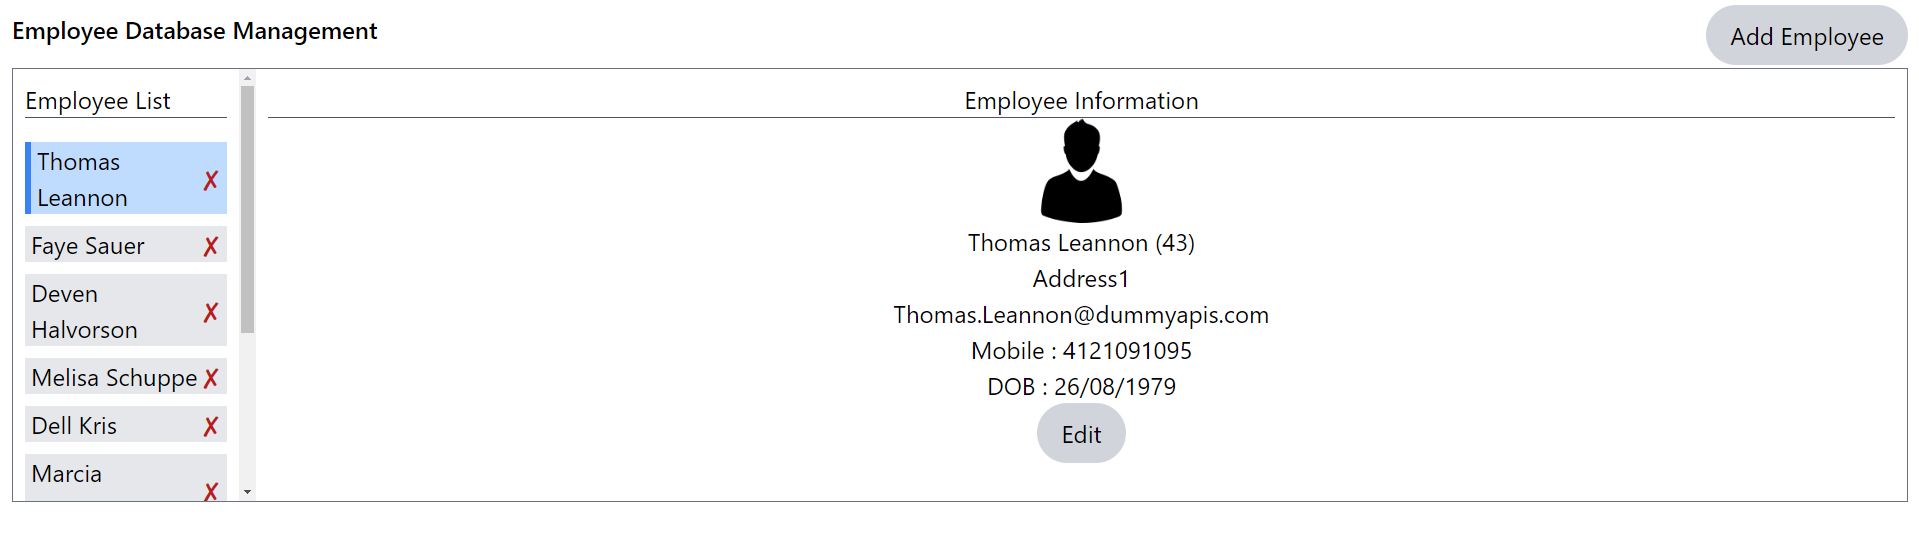 Employee Database Management
Add Employee
Employee List
Thomas
Leannon
✗
Faye Sauer ✗
Deven
Halvorson
✗
Melisa Schuppe ✗
Dell Kris ✗
Marcia
✗
Employee Information
Thomas Leannon (43)
Address1
Thomas.Leannon@dummyapis.com
Mobile : 4121091095
DOB : 26/08/1979
Edit